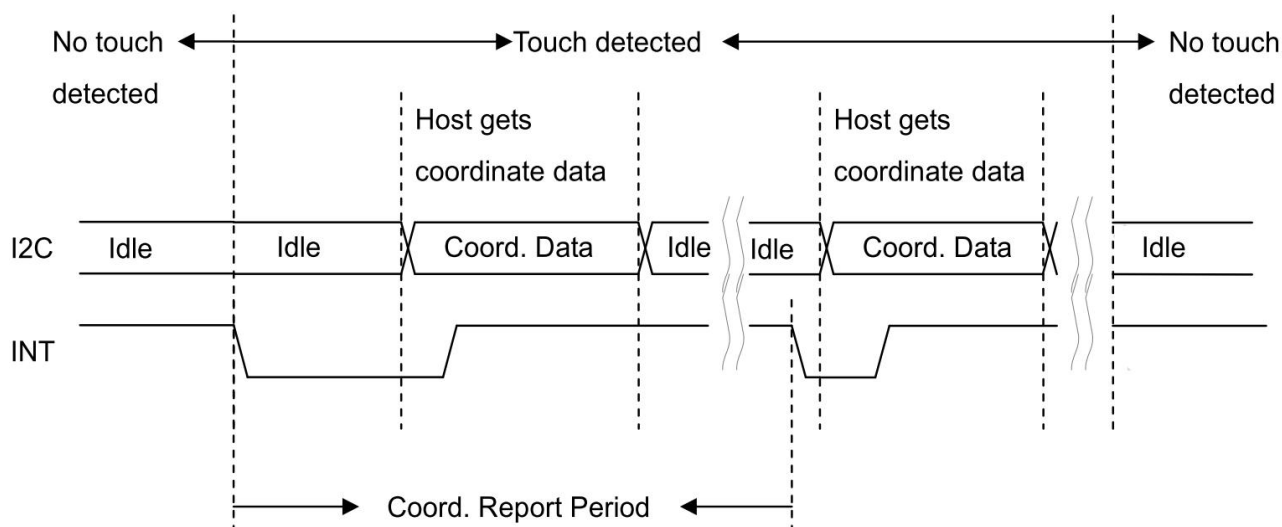 No touch
detected
Touch detected
No touch
detected
Host gets
coordinate data
Host gets
coordinate data
I2C
Idle
Idle
Coord. Data
Idle
Idle
Coord. Data
Idle
INT
Coord. Report Period